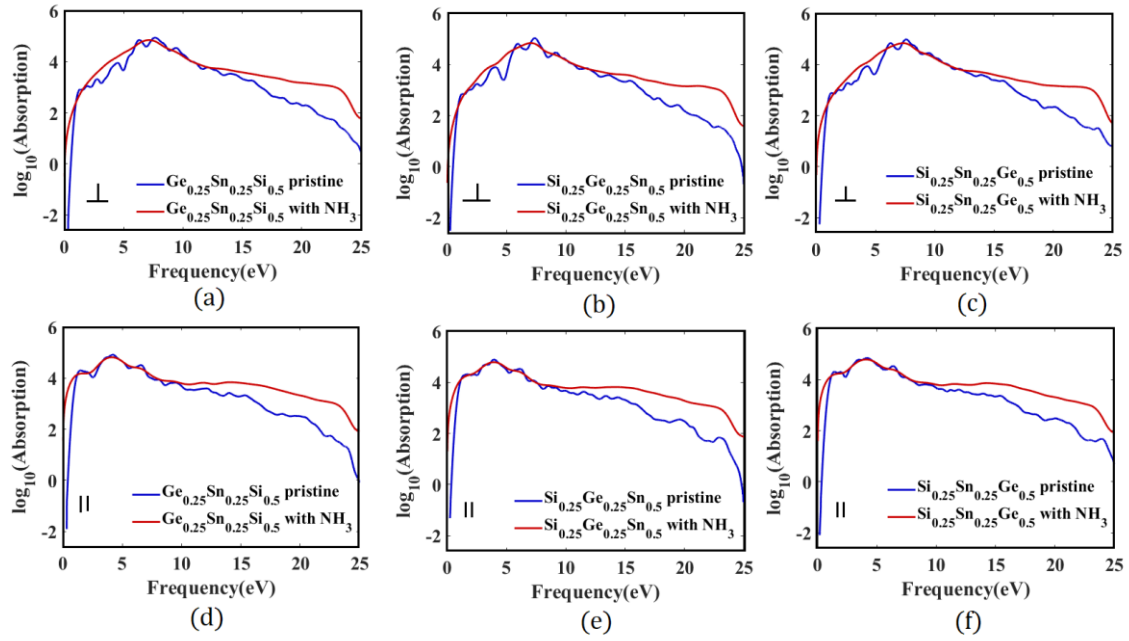 6
4
2
0
-2
log10(Absorption)
Ge0.25Sn0.25Si0.5 pristine
Ge0.25Sn0.25Si0.5 with NH3
⊥
0 5 10 15 20 25
Frequency(eV)
(a)
6
4
2
0
-2
log10(Absorption)
Si0.25Ge0.25Sn0.5 pristine
Si0.25Ge0.25Sn0.5 with NH3
⊥
0 5 10 15 20 25
Frequency(eV)
(b)
6
4
2
0
-2
log10(Absorption)
Si0.25Sn0.25Ge0.5 pristine
Si0.25Sn0.25Ge0.5 with NH3
⊥
0 5 10 15 20 25
Frequency(eV)
(c)
6
4
2
0
-2
log10(Absorption)
Ge0.25Sn0.25Si0.5 pristine
Ge0.25Sn0.25Si0.5 with NH3
||
0 5 10 15 20 25
Frequency(eV)
(d)
6
4
2
0
-2
log10(Absorption)
Si0.25Ge0.25Sn0.5 pristine
Si0.25Ge0.25Sn0.5 with NH3
||
0 5 10 15 20 25
Frequency(eV)
(e)
6
4
2
0
-2
log10(Absorption)
Si0.25Sn0.25Ge0.5 pristine
Si0.25Sn0.25Ge0.5 with NH3
||
0 5 10 15 20 25
Frequency(eV)
(f)